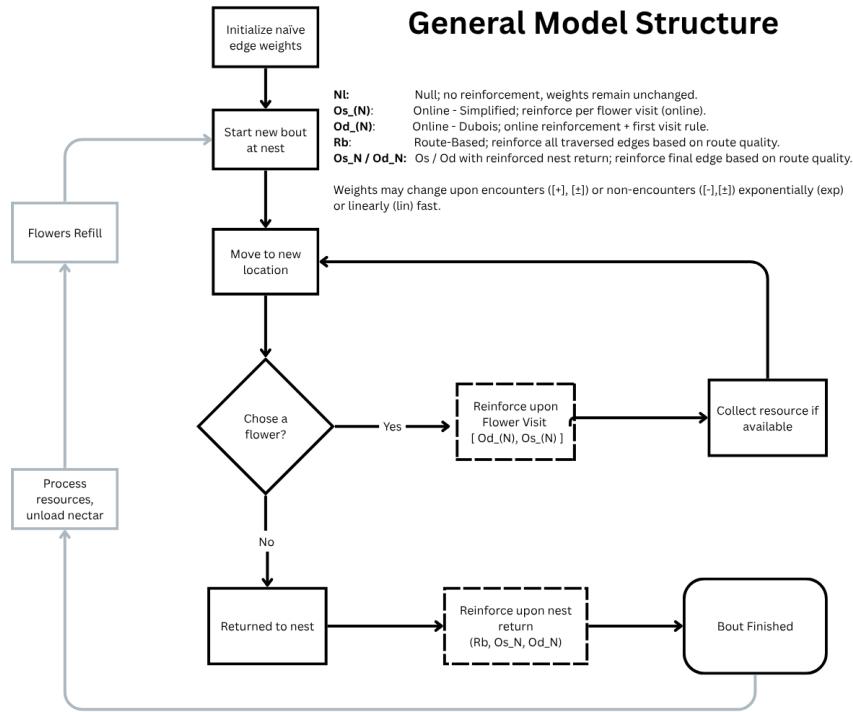 General Model Structure
Initialize naïve
edge weights
Nl: Null; no reinforcement, weights remain unchanged.
Os_(N): Online - Simplified; reinforce per flower visit (online).
Od_(N): Online - Dubois; online reinforcement + first visit rule.
Rb: Route-Based; reinforce all traversed edges based on route quality.
Os_N / Od_N: Os / Od with reinforced nest return; reinforce final edge based on route quality.
Weights may change upon encounters ([+], [±]) or non-encounters ([-],[±]) exponentially (exp)
or linearly (lin) fast.
Start new bout
at nest
Flowers Refill
Move to new
location
Chose a
flower?
Yes
Reinforce upon
Flower Visit
[ Od_(N), Os_(N) ]
Collect resource if
available
Process
resources,
unload nectar
No
Returned to nest
Reinforce upon nest
return
(Rb, Os_N, Od_N)
Bout Finished